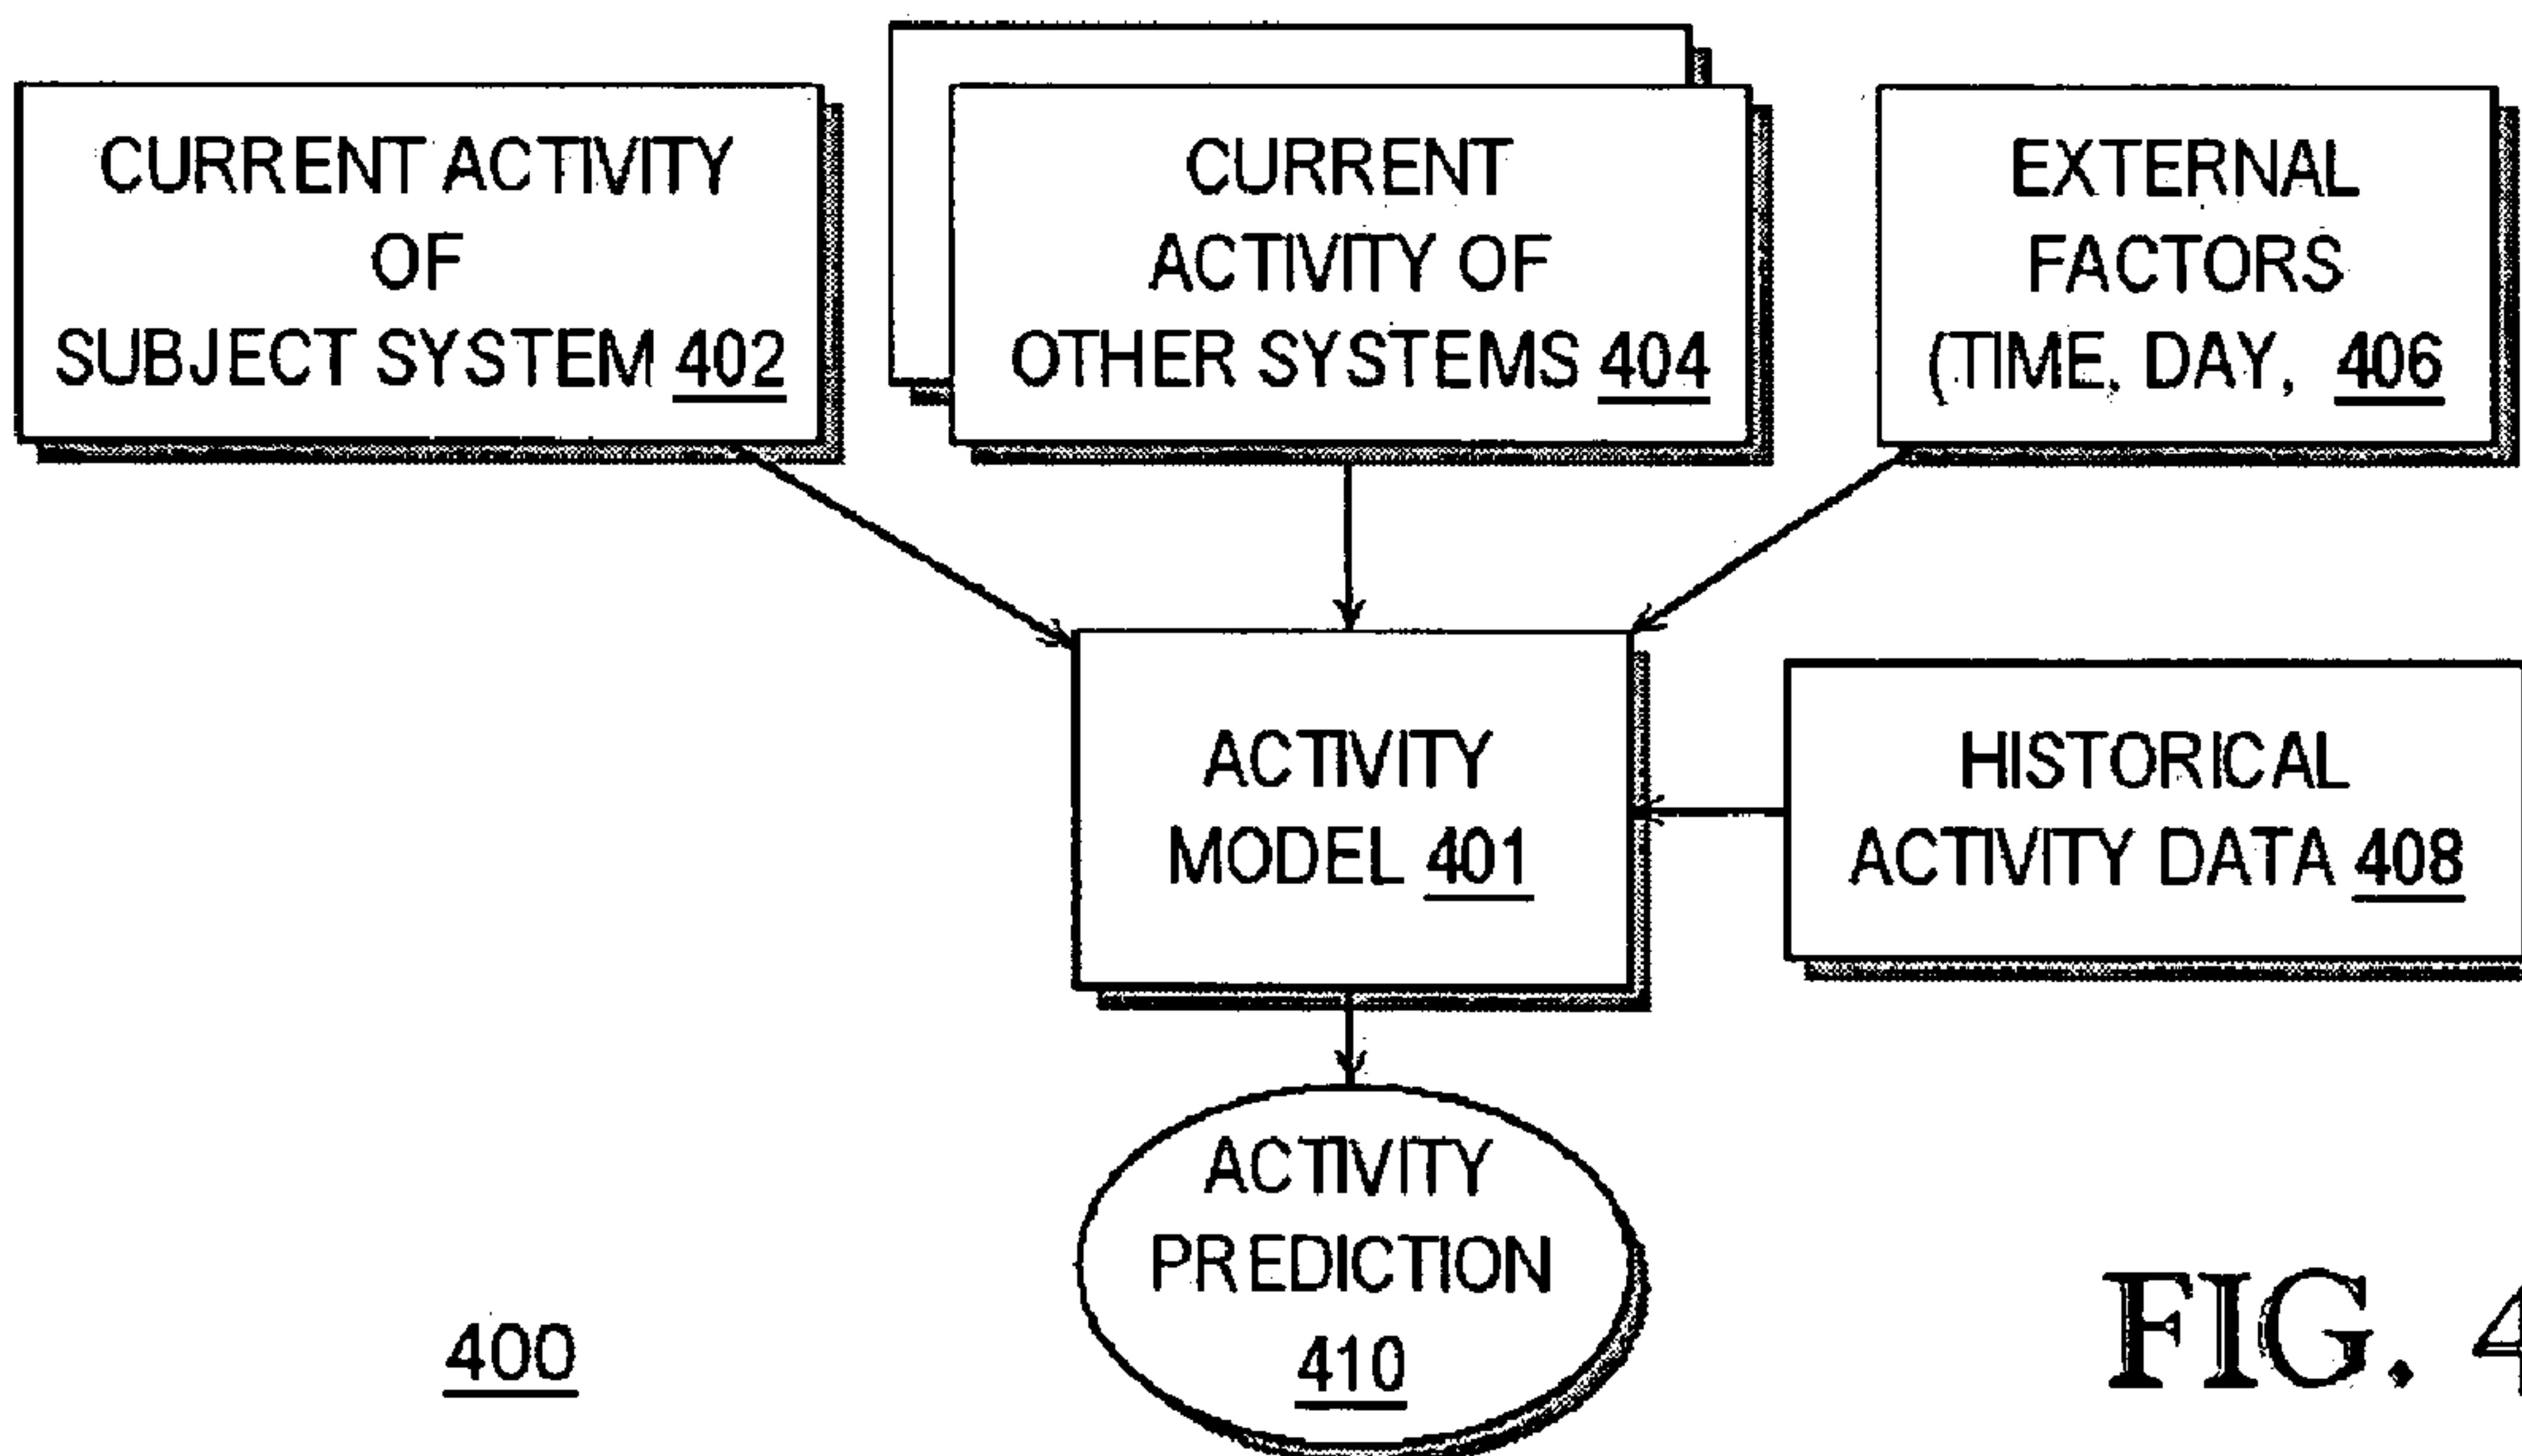 CURRENT ACTIVITY
OF
SUBJECT SYSTEM 402
CURRENT
ACTIVITY OF
OTHER SYSTEMS 404
EXTERNAL
FACTORS
(TIME, DAY, 406
ACTIVITY
MODEL 401
HISTORICAL
ACTIVITY DATA 408
ACTIVITY
PREDICTION
410
400
FIG. 4